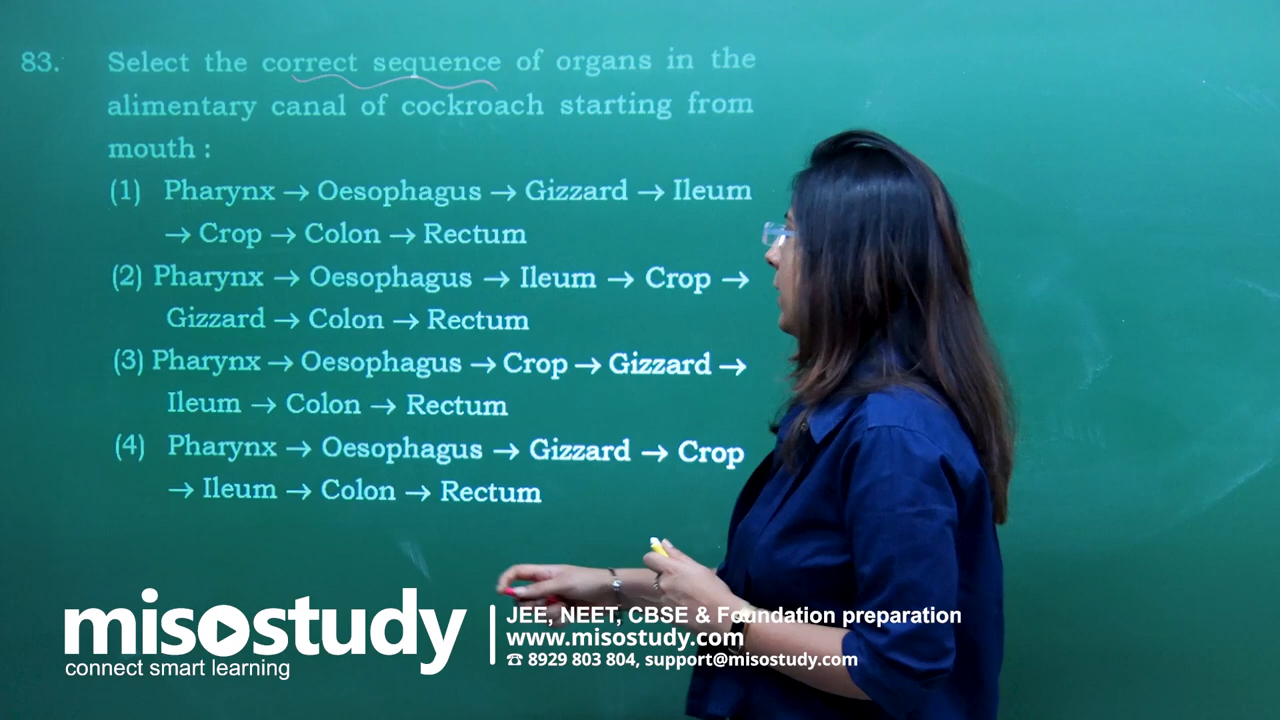 83. Select the correct sequence of organs in the
alimentary canal of cockroach starting from
mouth :
(1) Pharynx → Oesophagus → Gizzard → Ileum
→ Crop → Colon → Rectum
(2) Pharynx → Oesophagus → Ileum → Crop →
Gizzard → Colon → Rectum
(3) Pharynx → Oesophagus → Crop → Gizzard →
Ileum → Colon → Rectum
(4) Pharynx → Oesophagus → Gizzard → Crop
→ Ileum → Colon → Rectum
misostudy
connect smart learning
JEE, NEET, CBSE & Foundation preparation
www.misostudy.com
☎ 8929 803 804, support@misostudy.com